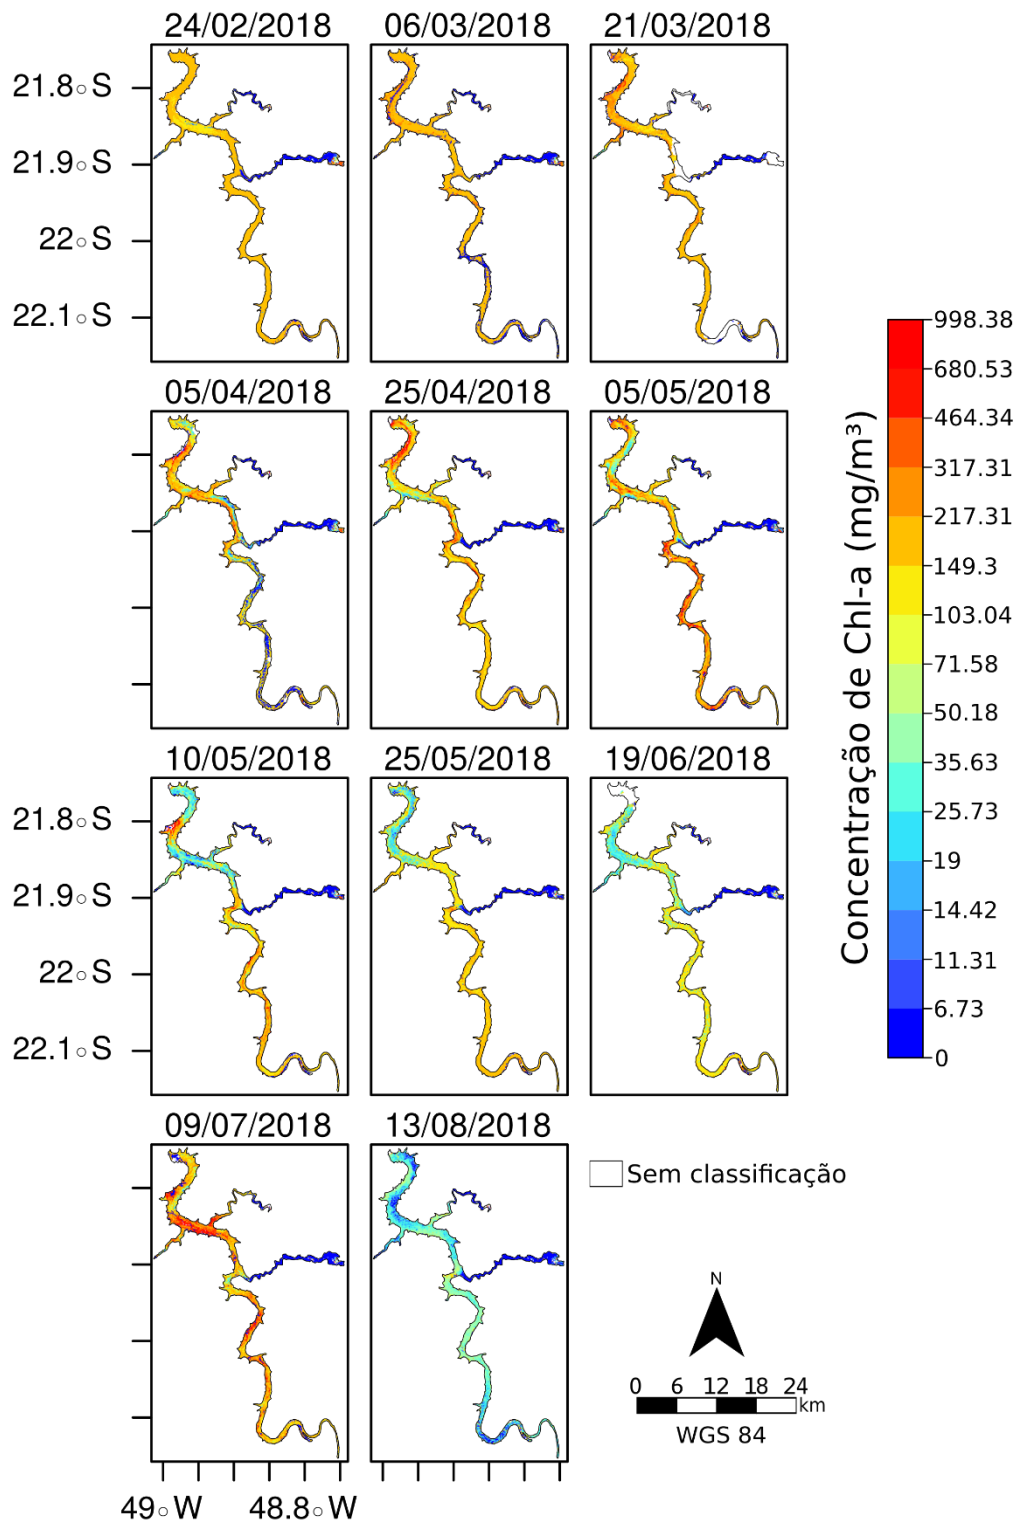 24/02/2018 06/03/2018 21/03/2018
21.8°S
21.9°S
22°S
22.1°S
05/04/2018 25/04/2018 05/05/2018
10/05/2018 25/05/2018 19/06/2018
21.8°S
21.9°S
22°S
22.1°S
09/07/2018 13/08/2018
49°W 48.8°W
Concentração de Chl-a (mg/m³)
998.38
680.53
464.34
317.31
217.31
149.3
103.04
71.58
50.18
35.63
25.73
19
14.42
11.31
6.73
0
Sem classificação
N
0 6 12 18 24
km
WGS 84